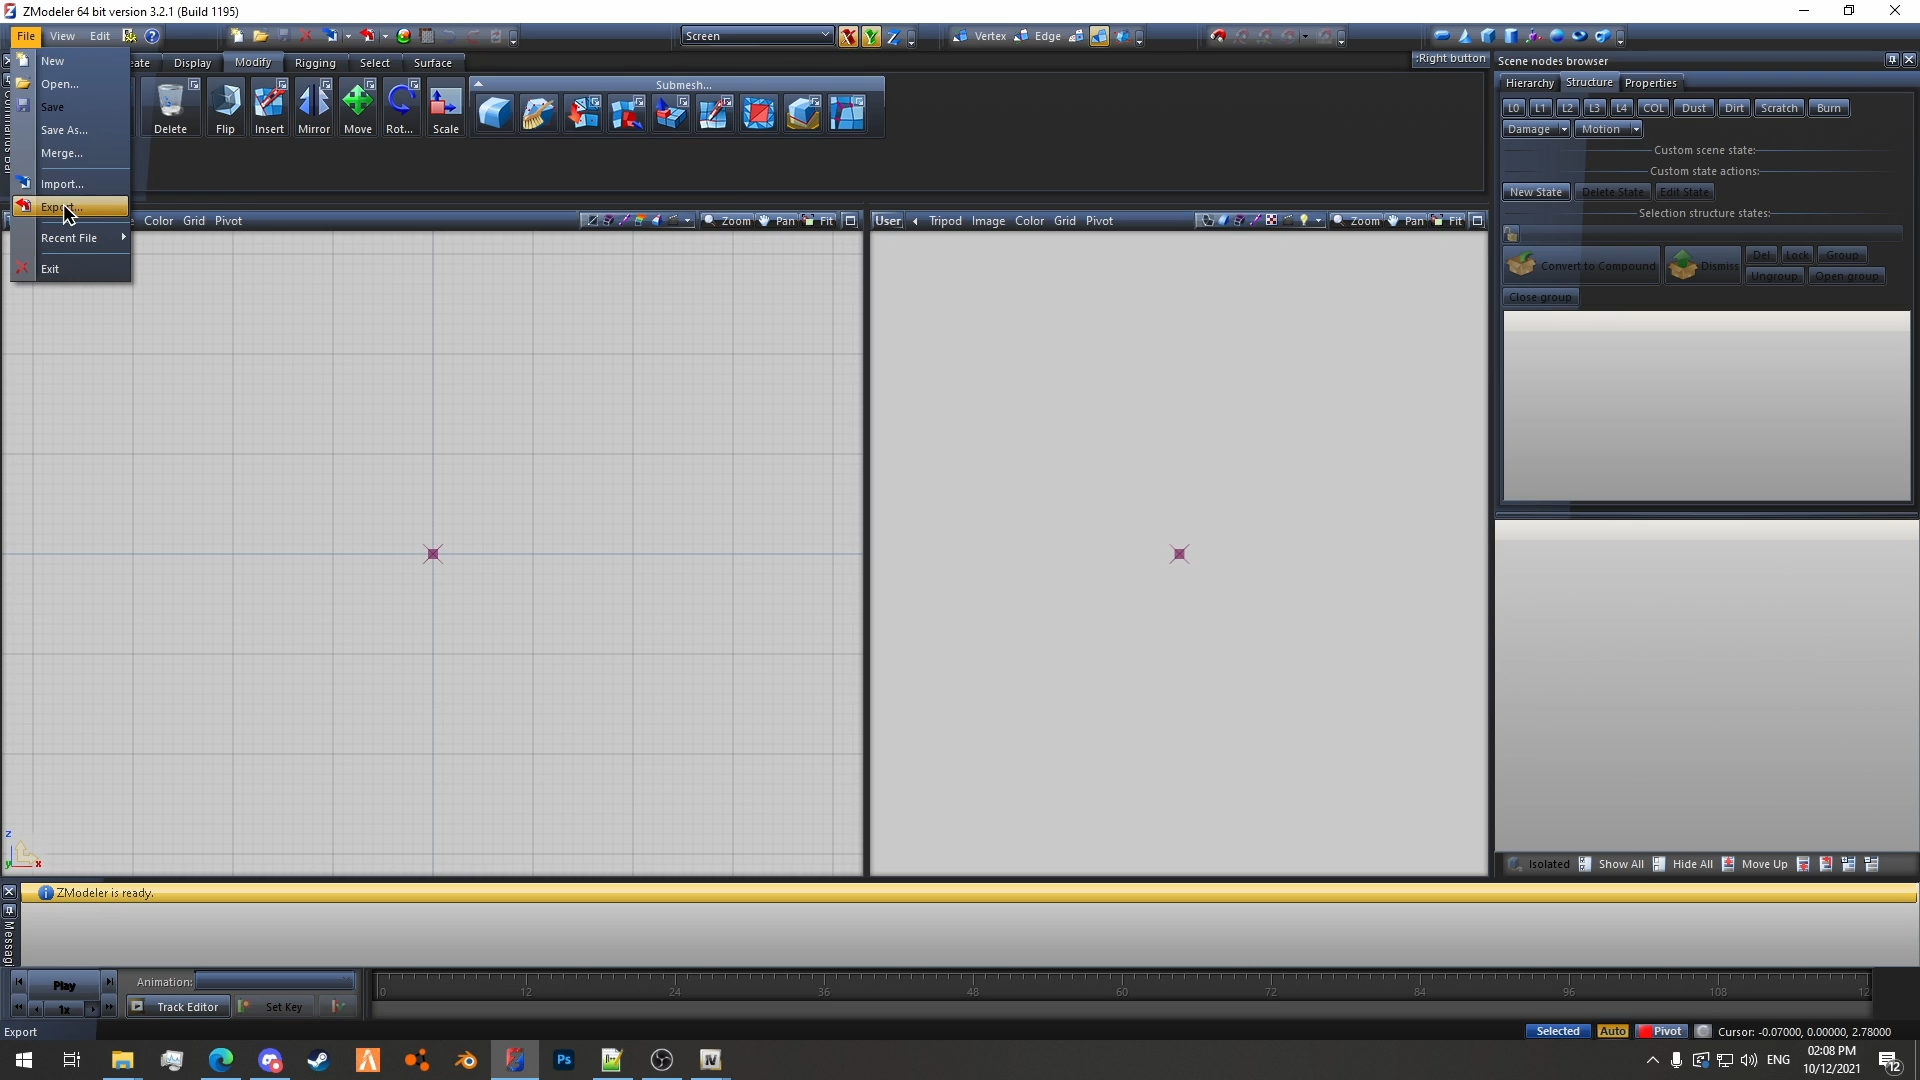 ZModeler 64 bit version 3.2.1 (Build 1195)
File View Edit
Screen
Vertex Edge
ate Display Modify Rigging Select Surface
:Right button
Delete Flip Insert Mirror Move Rot... Scale
Submesh...
New
Open...
Save
Save As...
Merge...
Import...
Export...
Recent File
Exit
Color Grid Pivot
Zoom Pan Fit
User Tripod Image Color Grid Pivot
Zoom Pan Fit
Scene nodes browser
Hierarchy Structure Properties
L0 L1 L2 L3 L4 COL Dust Dirt Scratch Burn
Damage Motion
Custom scene state:
Custom state actions:
New State Delete State Edit State
Selection structure states:
Convert to Compound Dismiss Del Lock Group
Ungroup Open group
Close group
z
y x
Isolated Show All Hide All Move Up
ZModeler is ready.
Messag
Play Animation:
1x Track Editor Set Key
0 12 24 36 48 60 72 84 96 108 12
Export
Selected Auto Pivot Cursor: -0.07000, 0.00000, 2.78000
Ps
IV
ENG
02:08 PM
10/12/2021
12